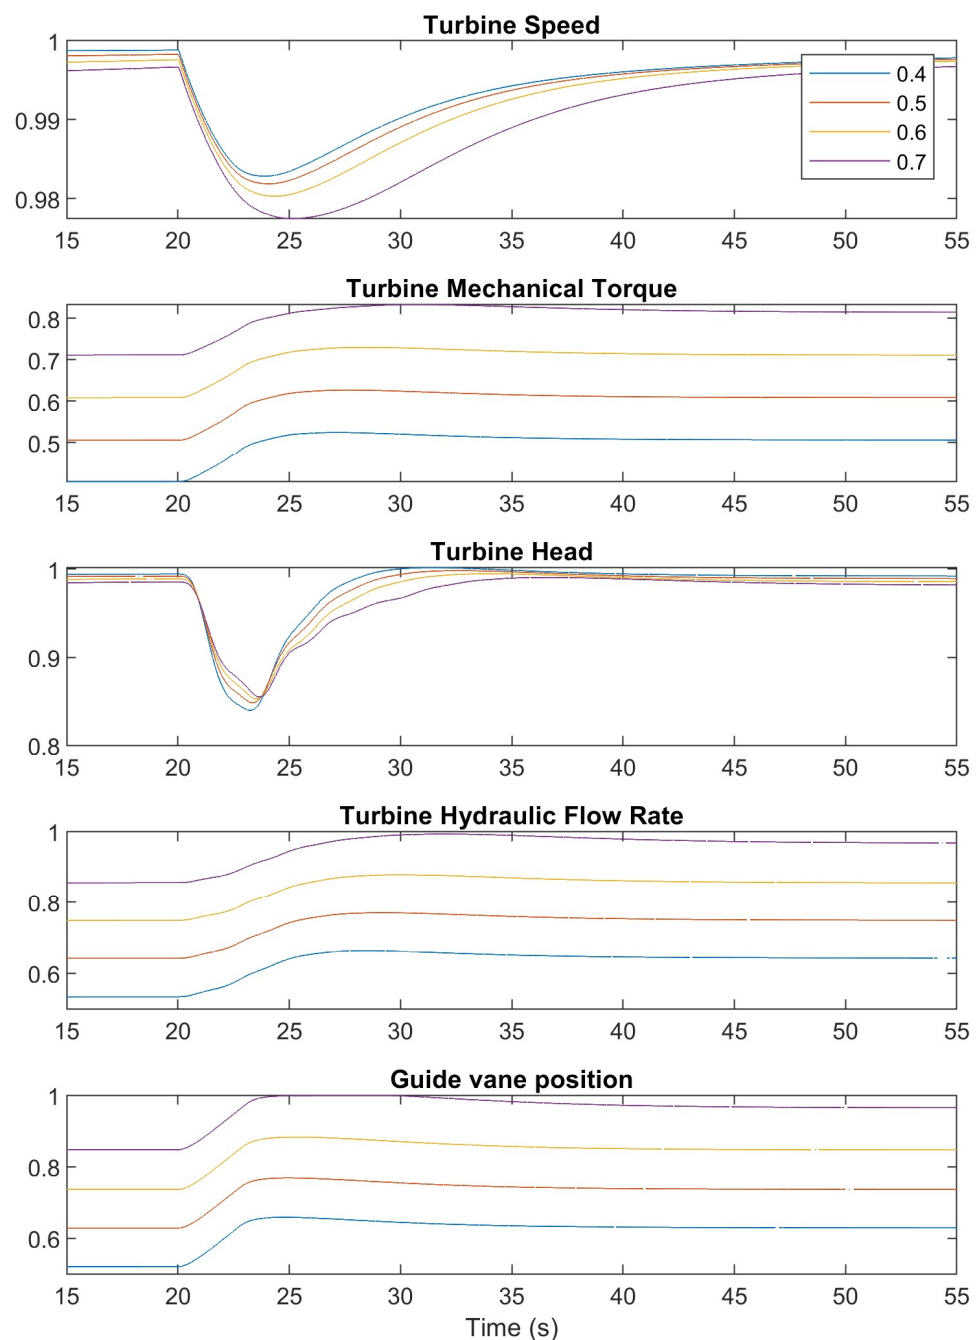 Turbine Speed
1
0.99
0.98
0.4
0.5
0.6
0.7
15 20 25 30 35 40 45 50 55
Turbine Mechanical Torque
0.8
0.7
0.6
0.5
15 20 25 30 35 40 45 50 55
Turbine Head
1
0.9
0.8
15 20 25 30 35 40 45 50 55
Turbine Hydraulic Flow Rate
1
0.8
0.6
15 20 25 30 35 40 45 50 55
Guide vane position
1
0.8
0.6
15 20 25 30 35 40 45 50 55
Time (s)